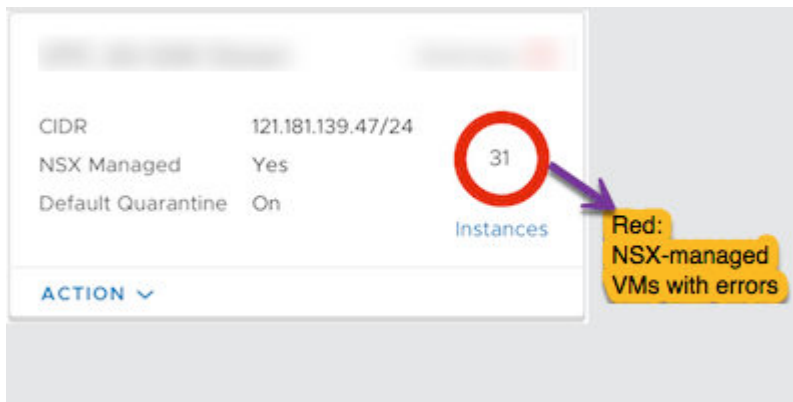 CIDR 121.181.139.47/24
NSX Managed Yes
Default Quarantine On
31
Instances
ACTION
Red:
NSX-managed
VMs with errors